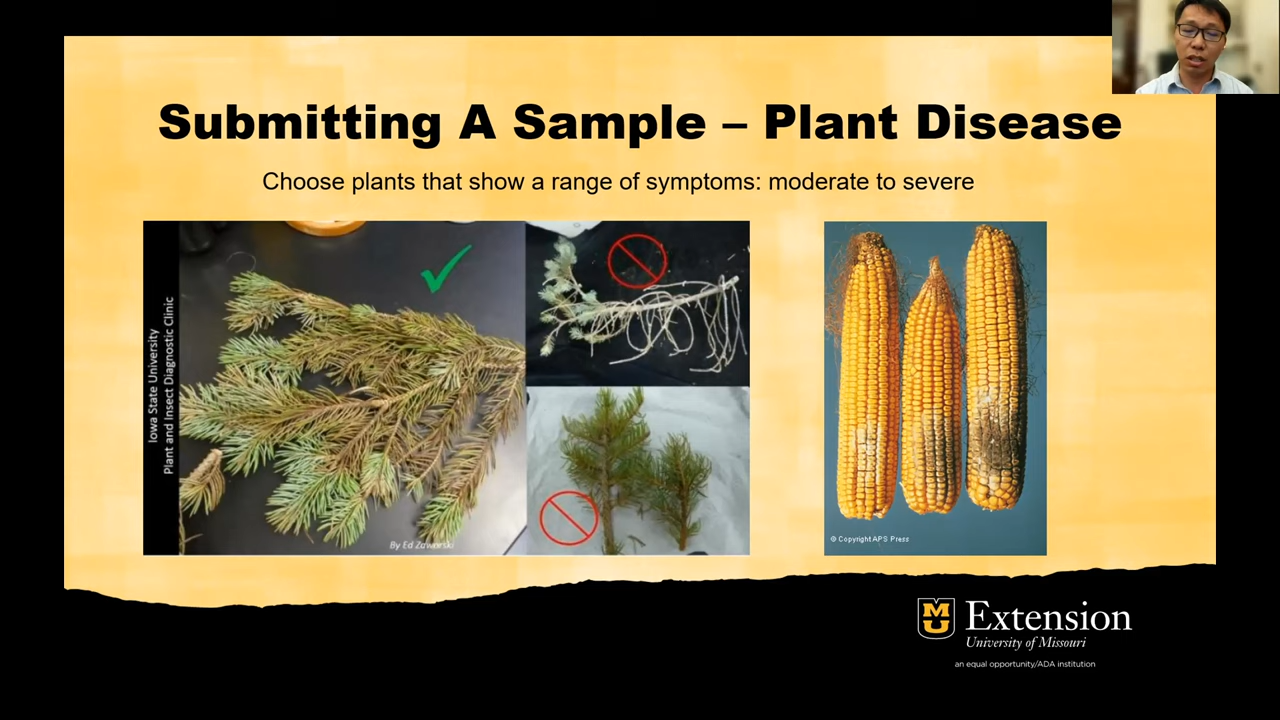 Submitting A Sample – Plant Disease
Choose plants that show a range of symptoms: moderate to severe
Iowa State University
Plant and Insect Diagnostic Clinic
By Ed Zaworski
© Copyright APS Press
MU
Extension
University of Missouri
an equal opportunity/ADA institution